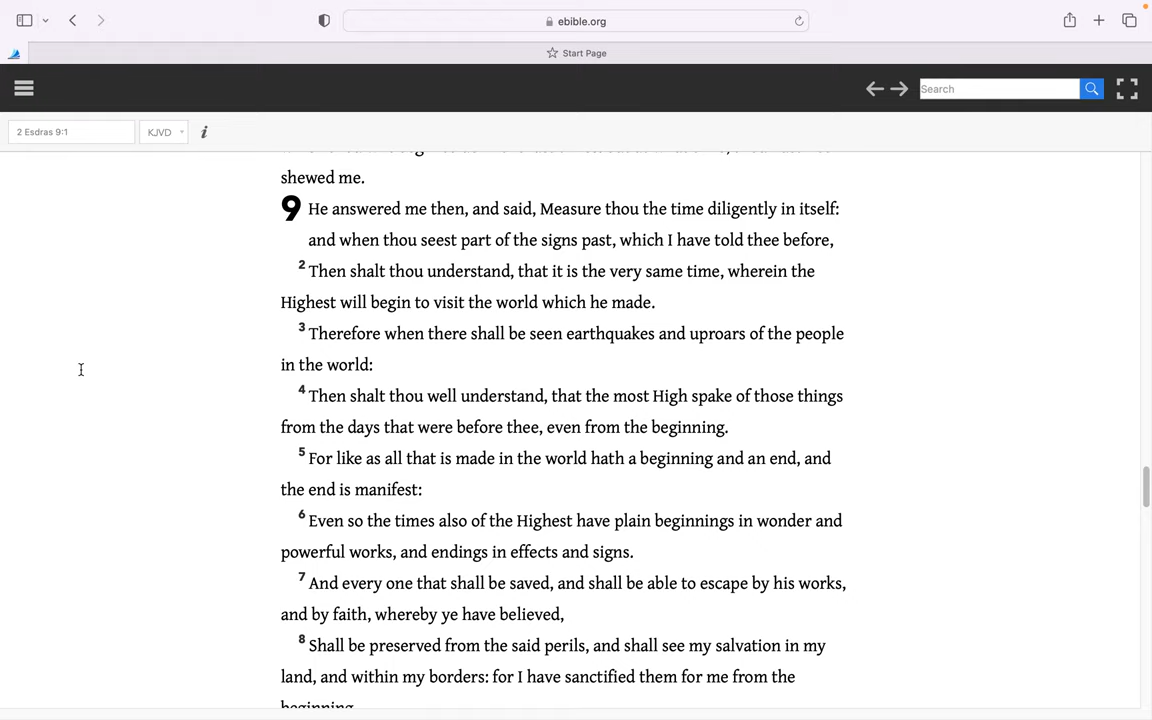 ebible.org
Start Page
Search
2 Esdras 9:1
KJVD
i
shewed me.
9 He answered me then, and said, Measure thou the time diligently in itself:
and when thou seest part of the signs past, which I have told thee before,
2 Then shalt thou understand, that it is the very same time, wherein the
Highest will begin to visit the world which he made.
3 Therefore when there shall be seen earthquakes and uproars of the people
in the world:
4 Then shalt thou well understand, that the most High spake of those things
from the days that were before thee, even from the beginning.
5 For like as all that is made in the world hath a beginning and an end, and
the end is manifest:
6 Even so the times also of the Highest have plain beginnings in wonder and
powerful works, and endings in effects and signs.
7 And every one that shall be saved, and shall be able to escape by his works,
and by faith, whereby ye have believed,
8 Shall be preserved from the said perils, and shall see my salvation in my
land, and within my borders: for I have sanctified them for me from the
beginning.